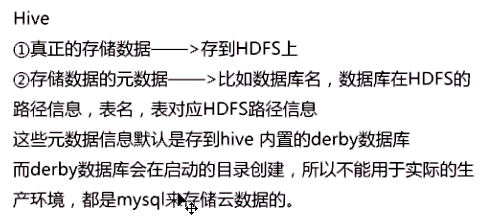 Hive
①真正的存储数据——>存到HDFS上
②存储数据的元数据——>比如数据库名，数据库在HDFS的
路径信息，表名，表对应HDFS路径信息
这些元数据信息默认是存到hive 内置的derby数据库
而derby数据库会在启动的目录创建，所以不能用于实际的生
产环境，都是mysql来存储云数据的。